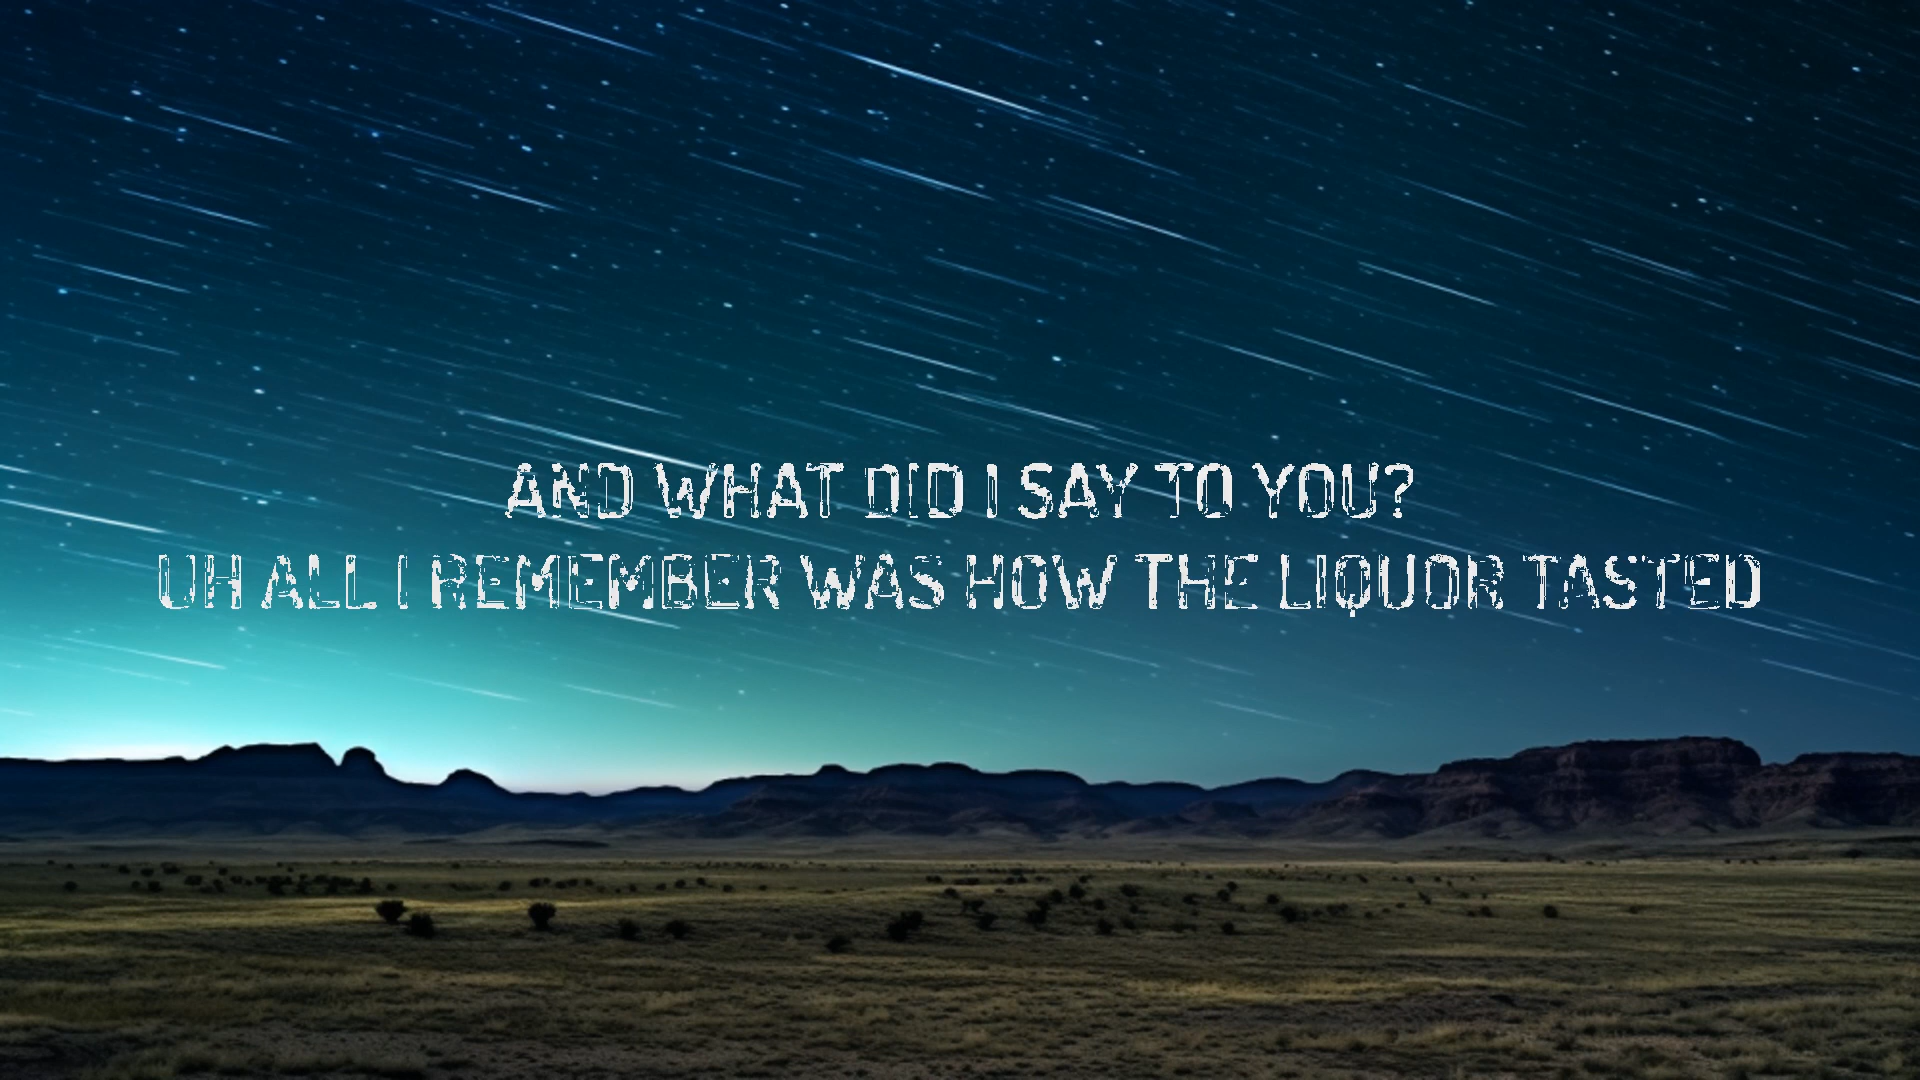 AND WHAT DID I SAY TO YOU?
UH ALL I REMEMBER WAS HOW THE LIQUOR TASTED